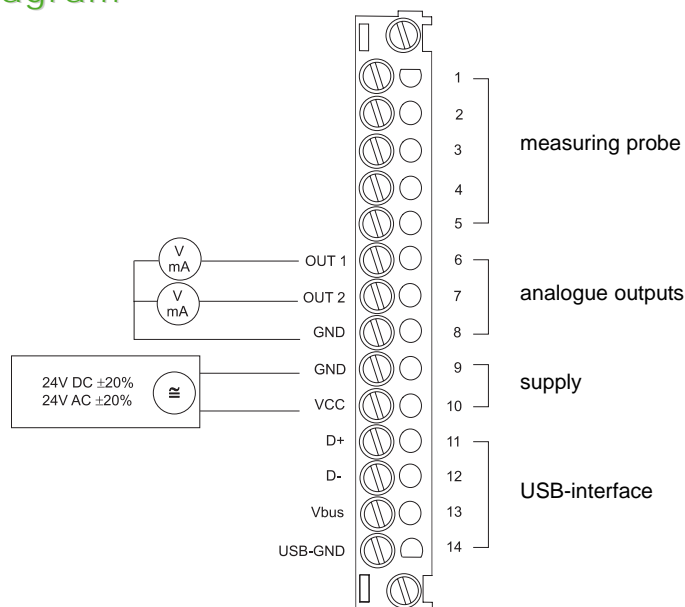 1
2
3
4
5
measuring probe
V
mA
OUT 1
6
V
mA
OUT 2
7
GND
8
analogue outputs
24V DC ±20%
24V AC ±20%
≅
GND
9
VCC
10
supply
D+
11
D-
12
Vbus
13
USB-GND
14
USB-interface